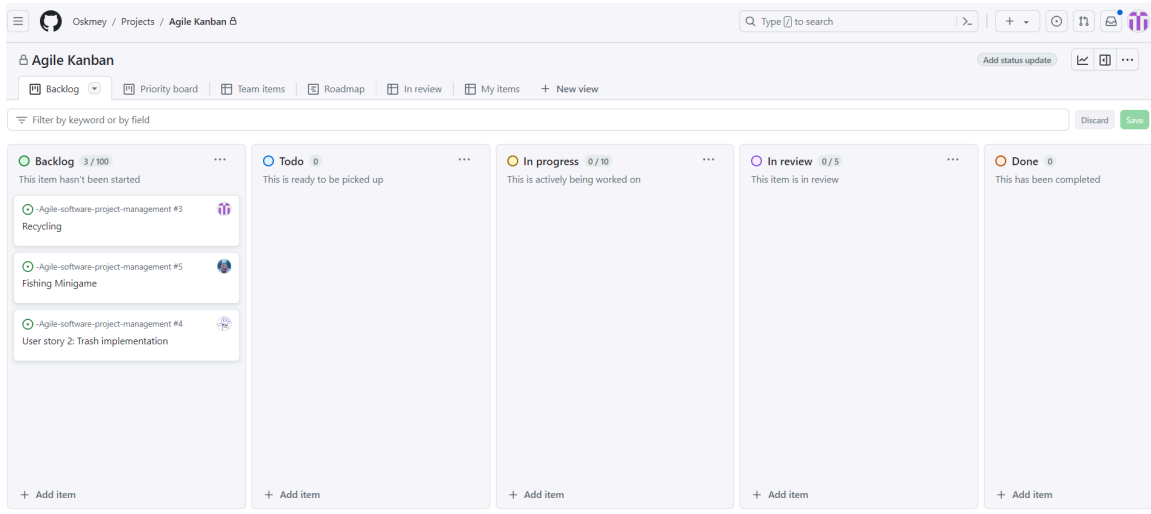 Oskmey / Projects / Agile Kanban
Type / to search
Agile Kanban
Add status update
Backlog
Priority board
Team items
Roadmap
In review
My items
+ New view
Filter by keyword or by field
Discard
Save
Backlog 3 / 100
This item hasn't been started
-Agile-software-project-management #3
Recycling
-Agile-software-project-management #5
Fishing Minigame
-Agile-software-project-management #4
User story 2: Trash implementation
+ Add item
Todo 0
This is ready to be picked up
+ Add item
In progress 0 / 10
This is actively being worked on
+ Add item
In review 0 / 5
This item is in review
+ Add item
Done 0
This has been completed
+ Add item